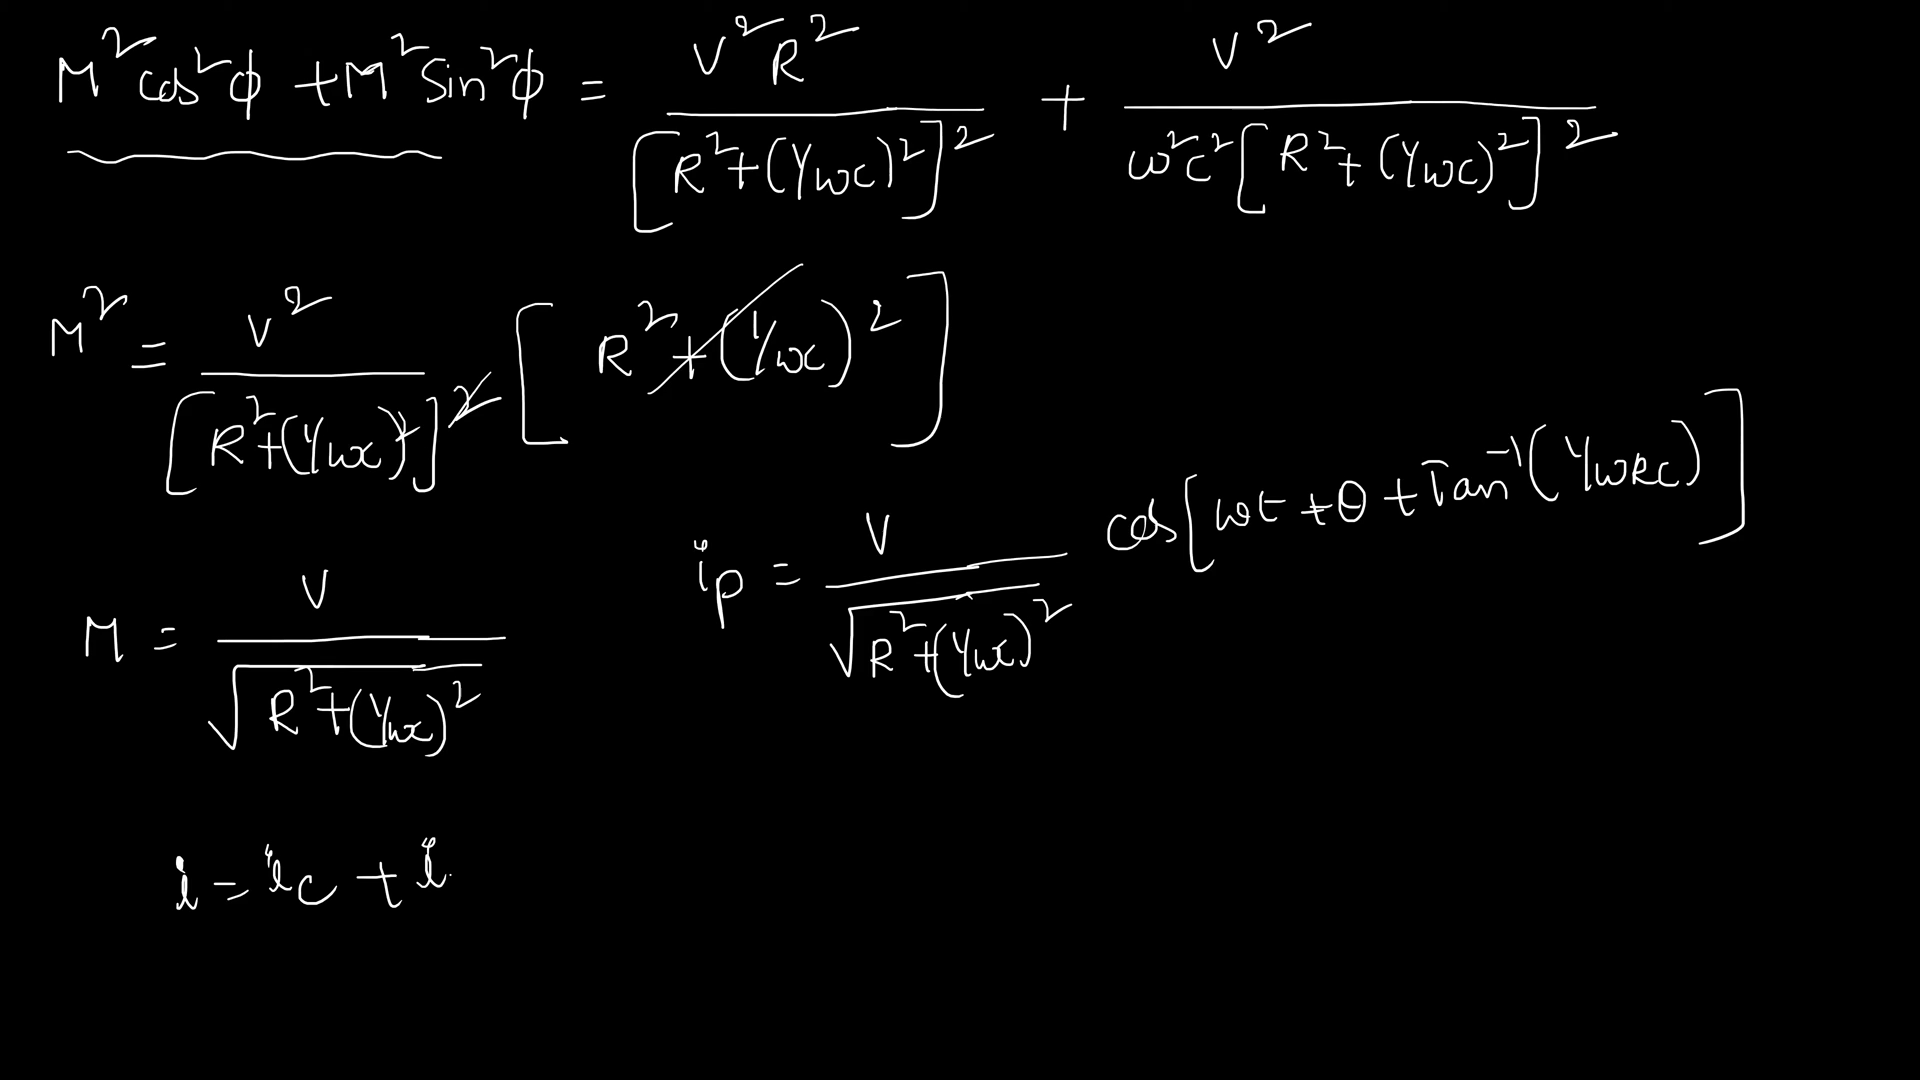 M²cos²φ + M²Sin²φ = V²R² / [R²+(1/ωC)²]² + V² / ω²C²[R²+(1/ωC)²]²
M² = V² / [R²+(1/ωC)²]² [R²+(1/ωC)²]
i_p = V / √(R²+(1/ωC)²) cos[ωt + θ + Tan⁻¹(1/ωRC)]
M = V / √(R²+(1/ωC)²)
i = i_c + i